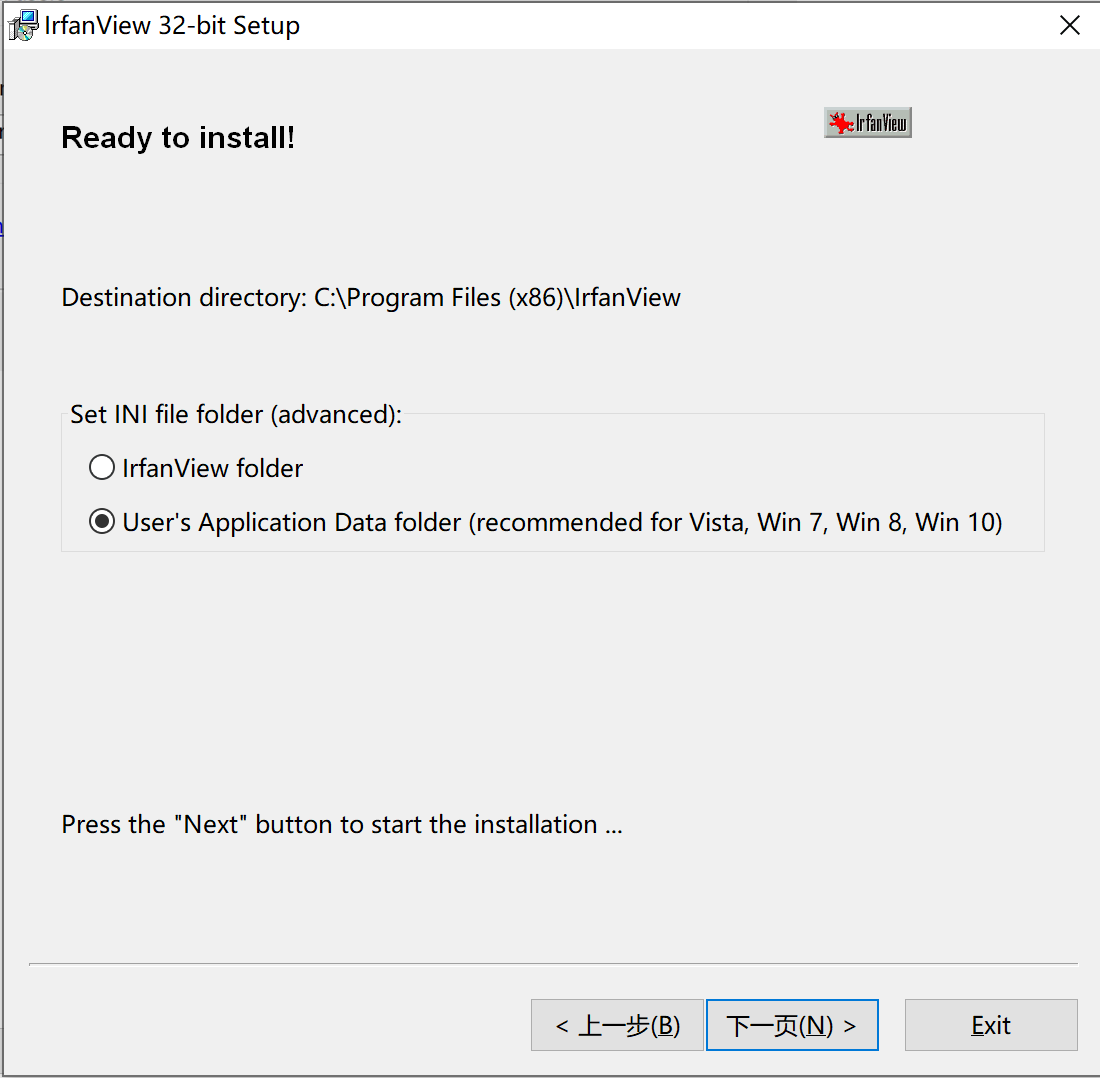 IrfanView 32-bit Setup
Ready to install!
IrfanView
Destination directory: C:\Program Files (x86)\IrfanView
Set INI file folder (advanced):
IrfanView folder
User's Application Data folder (recommended for Vista, Win 7, Win 8, Win 10)
Press the "Next" button to start the installation ...
< 上一步(B) 下一页(N) > Exit